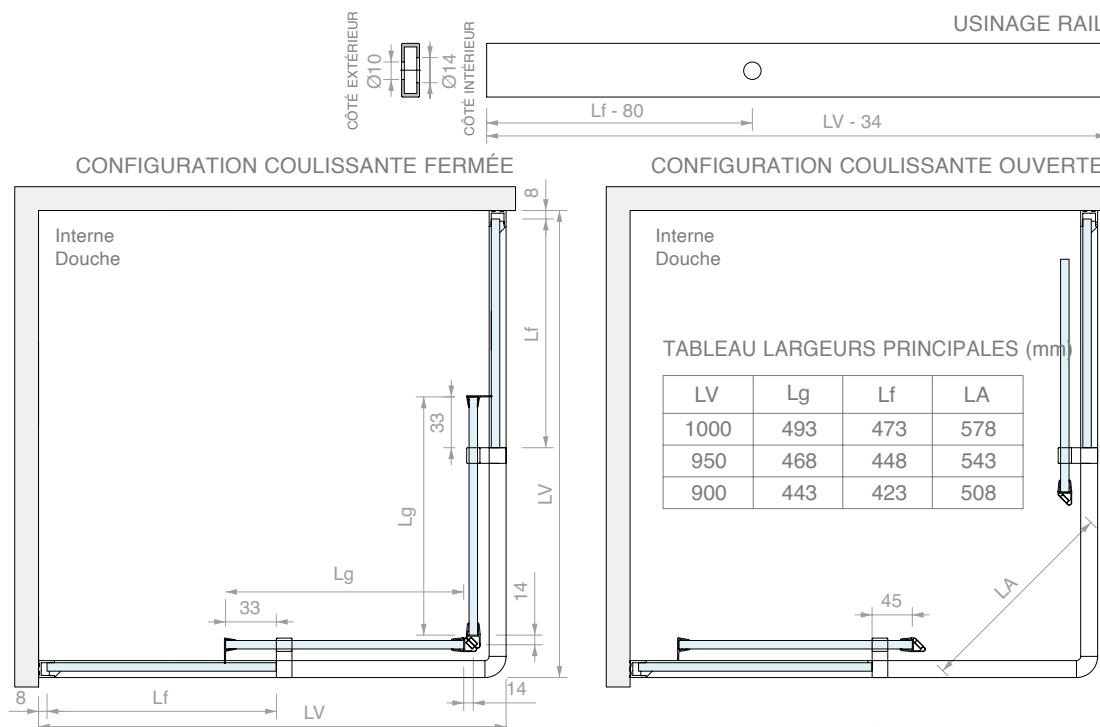 USINAGE RAIL
CÔTÉ EXTÉRIEUR
Ø10
Ø14
CÔTÉ INTÉRIEUR
Lf - 80
LV - 34
CONFIGURATION COULISSANTE FERMÉE
8
Interne
Douche
Lf
33
LV
Lg
Lg
33
14
14
8
Lf
LV
CONFIGURATION COULISSANTE OUVERTE
Interne
Douche
TABLEAU LARGEURS PRINCIPALES (mm)
LV Lg Lf LA
1000 493 473 578
950 468 448 543
900 443 423 508
LA
45